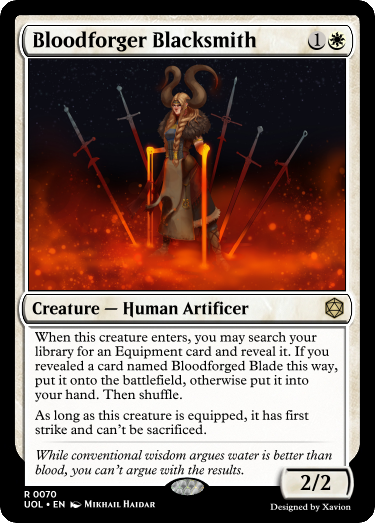 Bloodforger Blacksmith 1
Creature — Human Artificer
When this creature enters, you may search your
library for an Equipment card and reveal it. If you
revealed a card named Bloodforged Blade this way,
put it onto the battlefield, otherwise put it into
your hand. Then shuffle.
As long as this creature is equipped, it has first
strike and can't be sacrificed.
While conventional wisdom argues water is better than
blood, you can't argue with the results.
2/2
R 0070
UOL • EN Mikhail Haidar
Designed by Xavion